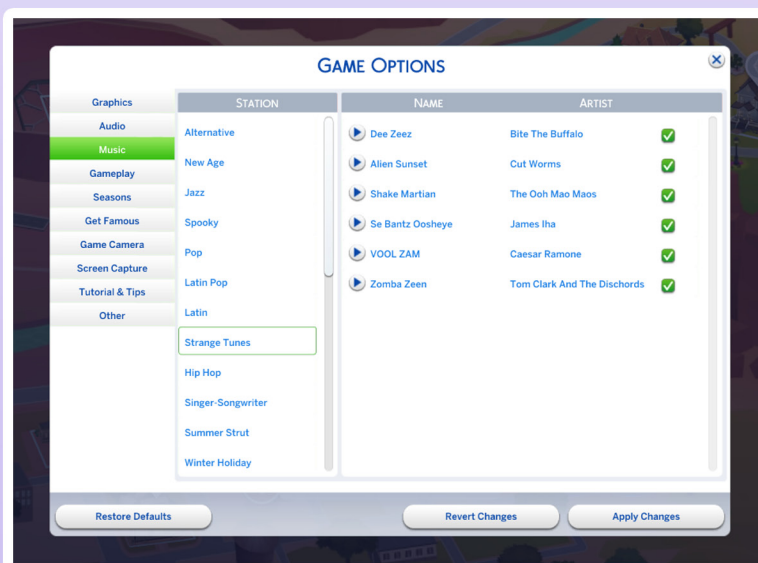 GAME OPTIONS
Graphics
Audio
Music
Gameplay
Seasons
Get Famous
Game Camera
Screen Capture
Tutorial & Tips
Other
STATION
Alternative
New Age
Jazz
Spooky
Pop
Latin Pop
Latin
Strange Tunes
Hip Hop
Singer-Songwriter
Summer Strut
Winter Holiday
NAME ARTIST
Dee Zeez Bite The Buffalo
Alien Sunset Cut Worms
Shake Martian The Ooh Mao Maos
Se Bantz Oosheye James Iha
VOOL ZAM Caesar Ramone
Zomba Zeen Tom Clark And The Dischords
Restore Defaults Revert Changes Apply Changes